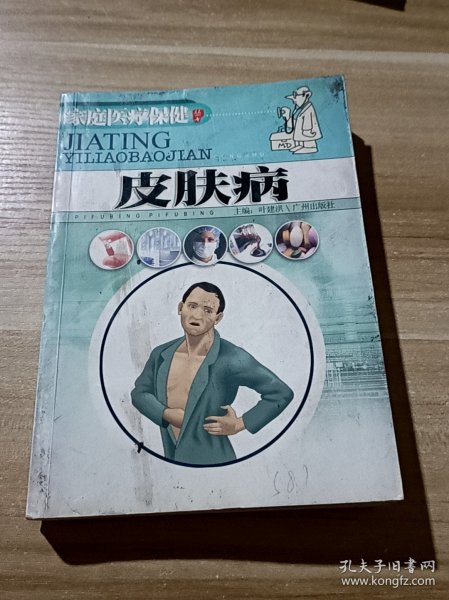 家庭医疗保健
JIATING
YILIAOBAOJIAN
MD
皮肤病
PIFUBING PIFUBING
主编：叶建洪\广州出版社
孔夫子旧书网
www.kongfz.com